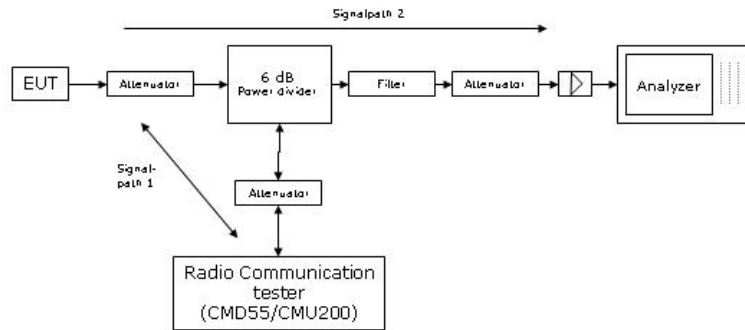 Signalpath 2
EUT
Attenuator
6 dB
Power divider
Filter
Attenuator
Analyzer
Signal-
path 1
Attenuator
Radio Communication
tester
(CMD55/CMU200)